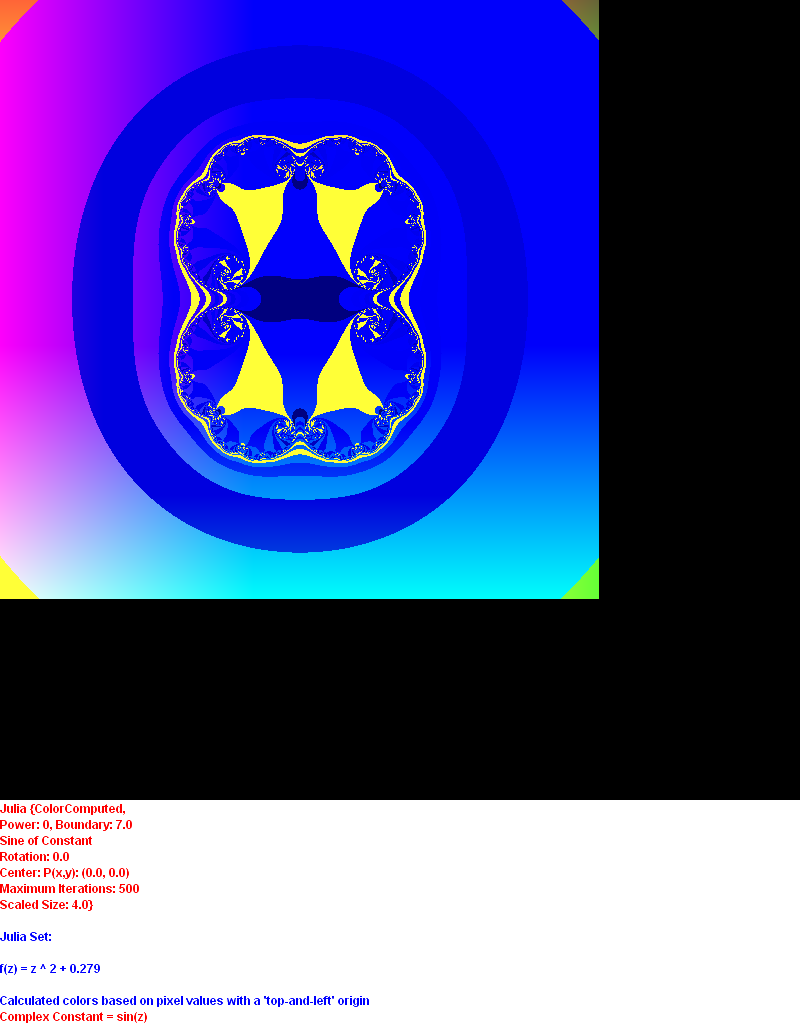 Julia {ColorComputed,
Power: 0, Boundary: 7.0
Sine of Constant
Rotation: 0.0
Center: P(x,y): (0.0, 0.0)
Maximum Iterations: 500
Scaled Size: 4.0}
Julia Set:
f(z) = z ^ 2 + 0.279
Calculated colors based on pixel values with a 'top-and-left' origin
Complex Constant = sin(z)